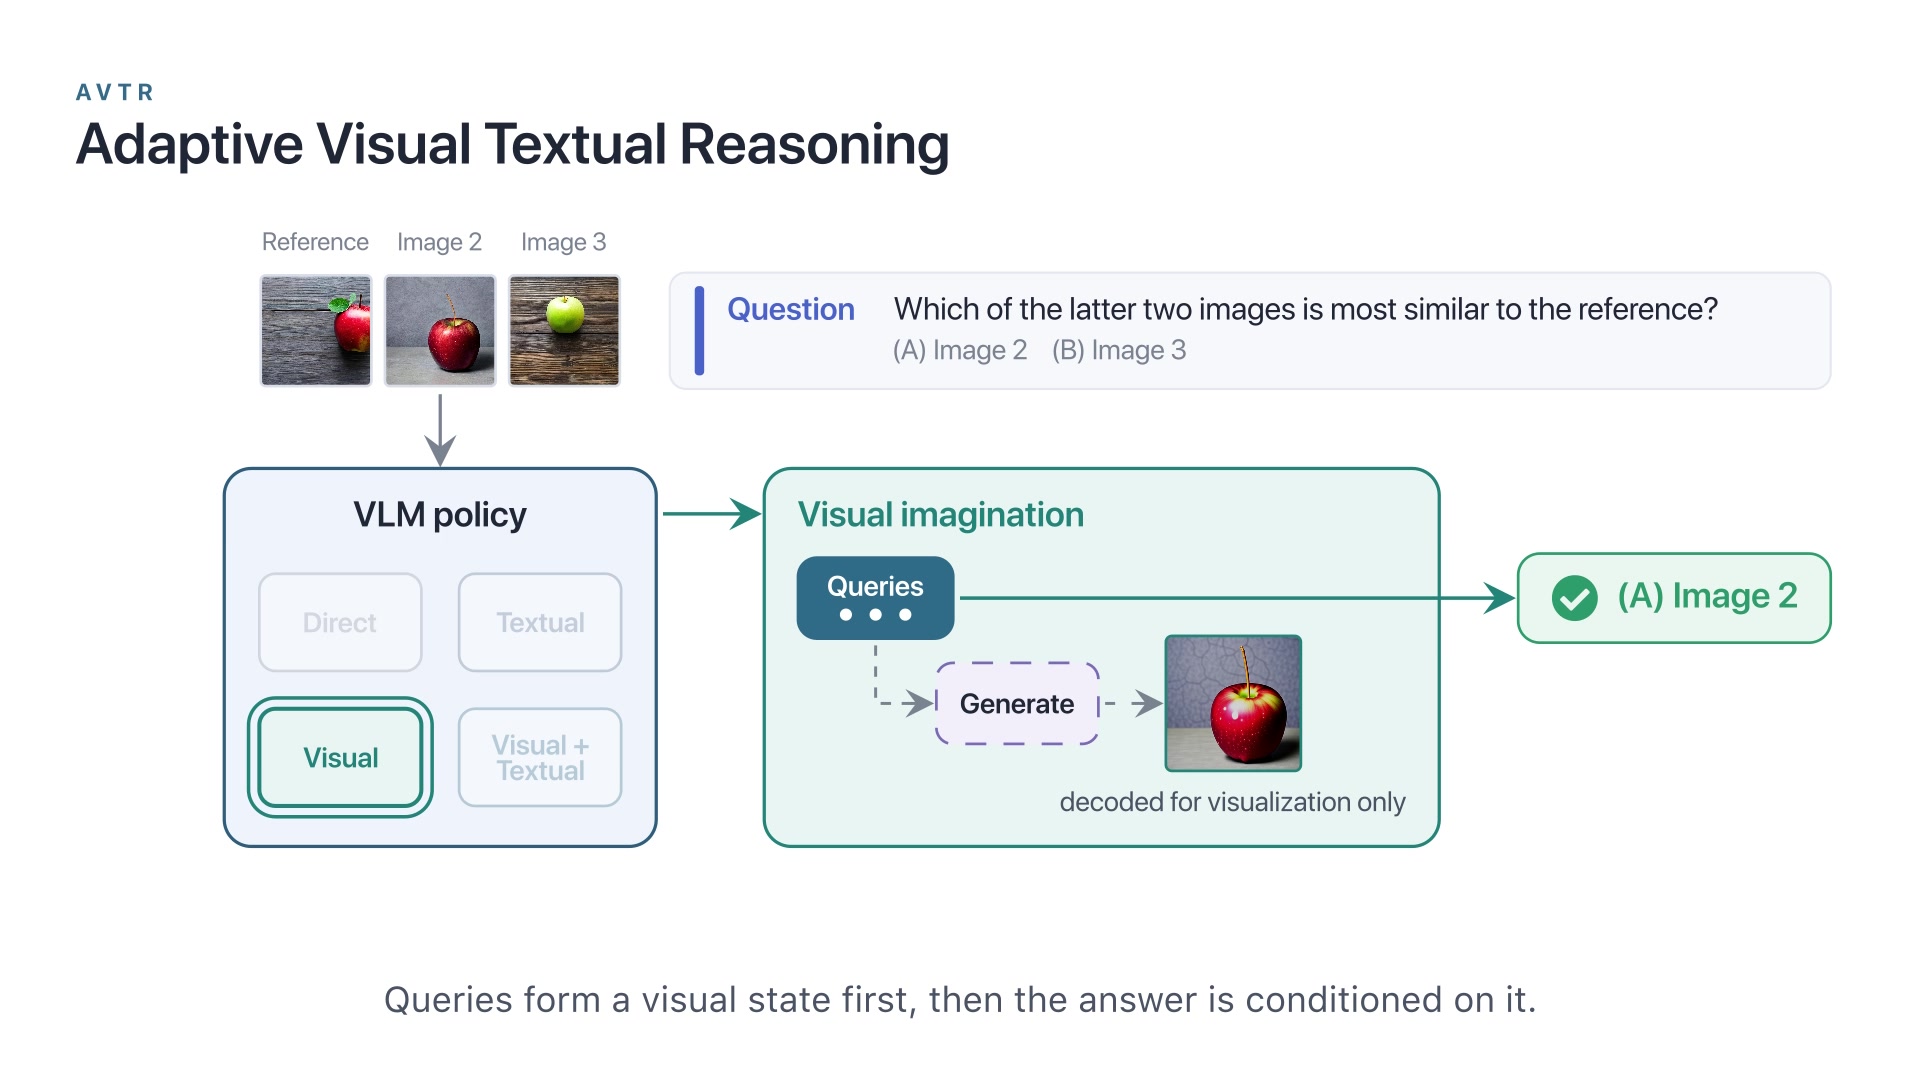 AVTR
Adaptive Visual Textual Reasoning
Reference Image 2 Image 3
Question Which of the latter two images is most similar to the reference?
(A) Image 2 (B) Image 3
VLM policy
Direct
Textual
Visual
Visual +
Textual
Visual imagination
Queries
Generate
decoded for visualization only
(A) Image 2
Queries form a visual state first, then the answer is conditioned on it.